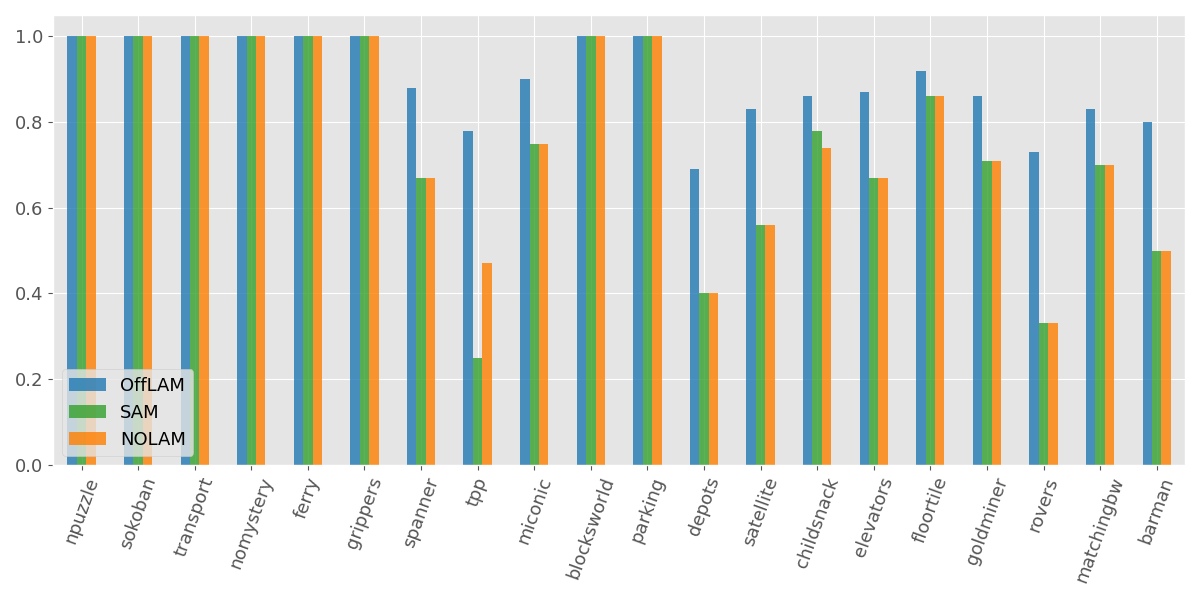 1.0
0.8
0.6
0.4
0.2
0.0
OffLAM
SAM
NOLAM
npuzzle
sokoban
transport
nomystery
ferry
grippers
spanner
tpp
miconic
blocksworld
parking
depots
satellite
childsnack
elevators
floortile
goldminer
rovers
matchingbw
barman